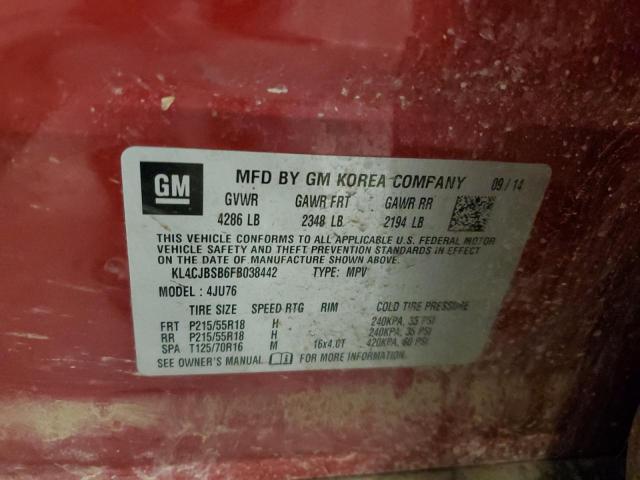 GM MFD BY GM KOREA COMPANY 09/14
GVWR GAWR FRT GAWR RR
4286 LB 2348 LB 2194 LB
THIS VEHICLE CONFORMS TO ALL APPLICABLE U.S. FEDERAL MOTOR
VEHICLE SAFETY AND THEFT PREVENTION STANDARDS IN EFFECT
ON THE DATE OF MANUFACTURE SHOWN ABOVE.
KL4CJBSB6FB038442 TYPE: MPV
MODEL: 4JU76
TIRE SIZE SPEED RTG RIM COLD TIRE PRESSURE
FRT P215/55R18 H 240KPA, 35 PSI
RR P215/55R18 H 240KPA, 35 PSI
SPA T125/70R16 M 16x4.0T 420KPA, 60 PSI
SEE OWNER'S MANUAL FOR MORE INFORMATION.